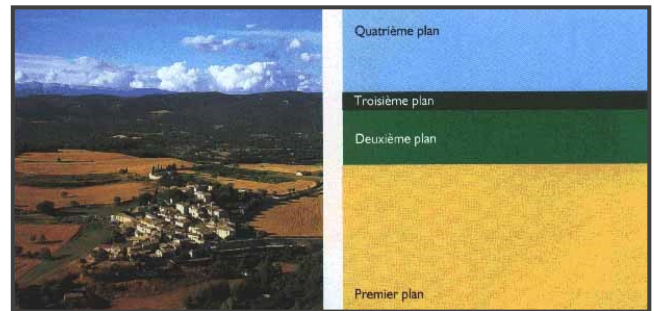 Quatrième plan
Troisième plan
Deuxième plan
Premier plan